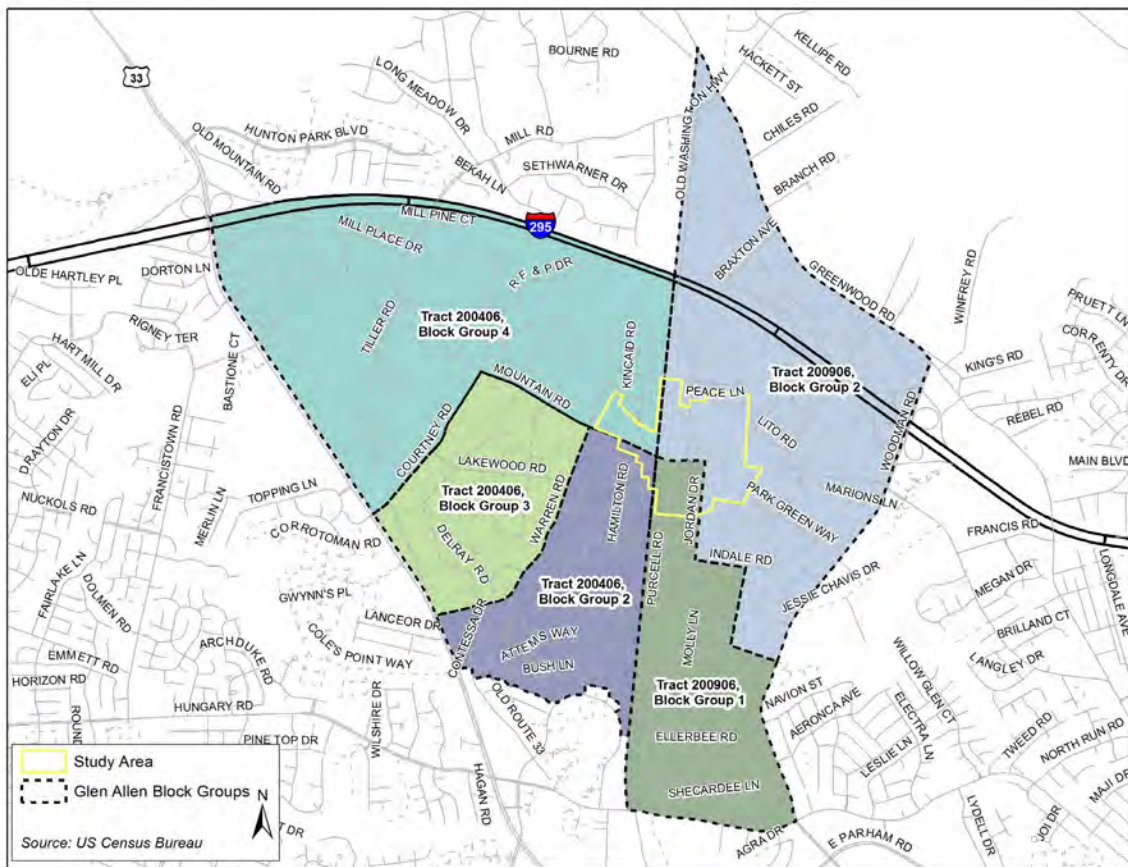 KELLIPE RD
BOURNE RD
HACKETT ST
33
LONG MEADOW DR
OLD WASHINGTON HWY
CHILES RD
HUNTON PARK BLVD
MILL RD
OLD MOUNTAIN RD
SETHWARNER DR
BEKAH LN
BRANCH RD
MILL PINE CT
295
MILL PLACE DR
BRAXTON AVE
GREENWOOD RD
DORTON LN
OLDE HARTLEY PL
R F & P DR
WINFREY RD
PRUETT LN
TILLER RD
Tract 200406,
Block Group 4
RIGNEY TER
CORRENTY DR
HART MILL DR
KINCAID RD
ELI PL
BASTIONE CT
KING'S RD
MOUNTAIN RD
Tract 200906,
Block Group 2
PEACE LN
DRAYTON DR
REBEL RD
LITO RD
WOODMAN RD
COURTNEY RD
FRANCISTOWN RD
LAKEWOOD RD
MAIN BLVD
HAMILTON RD
NUCKOLS RD
TOPPING LN
MERLIN LN
Tract 200406,
Block Group 3
WARREN RD
JORDAN DR
PARK GREEN WAY
MARIONS LN
CORROTOMAN RD
FRANCIS RD
DELRAY RD
PURCELL RD
INDALE RD
FAIRLAKE LN
JESSIE CHAVIS DR
MEGAN DR
LONGDALE AVE
Tract 200406,
Block Group 2
DOLMEN RD
GWYNN'S PL
LANCEOR DR
CONTESSA DR
BRILLAND CT
ARCHDUKE RD
COLE'S POINT WAY
ATTEMS WAY
MOLLY LN
EMMETT RD
BUSH LN
WILLOW GLEN CT
LANGLEY DR
HORIZON RD
Tract 200906,
Block Group 1
NAVION ST
HUNGARY RD
WILSHIRE DR
OLD ROUTE 33
AERONCA AVE
ELECTRA LN
TWEED RD
ROUND
PINE TOP DR
ELLERBEE RD
LESLIE LN
NORTH RUN RD
Study Area
SHECARDEE LN
MAJI DR
Glen Allen Block Groups
HAGAN RD
LYDELL DR
JOI DR
N
T DR
AGRA DR
E PARHAM RD
Source: US Census Bureau